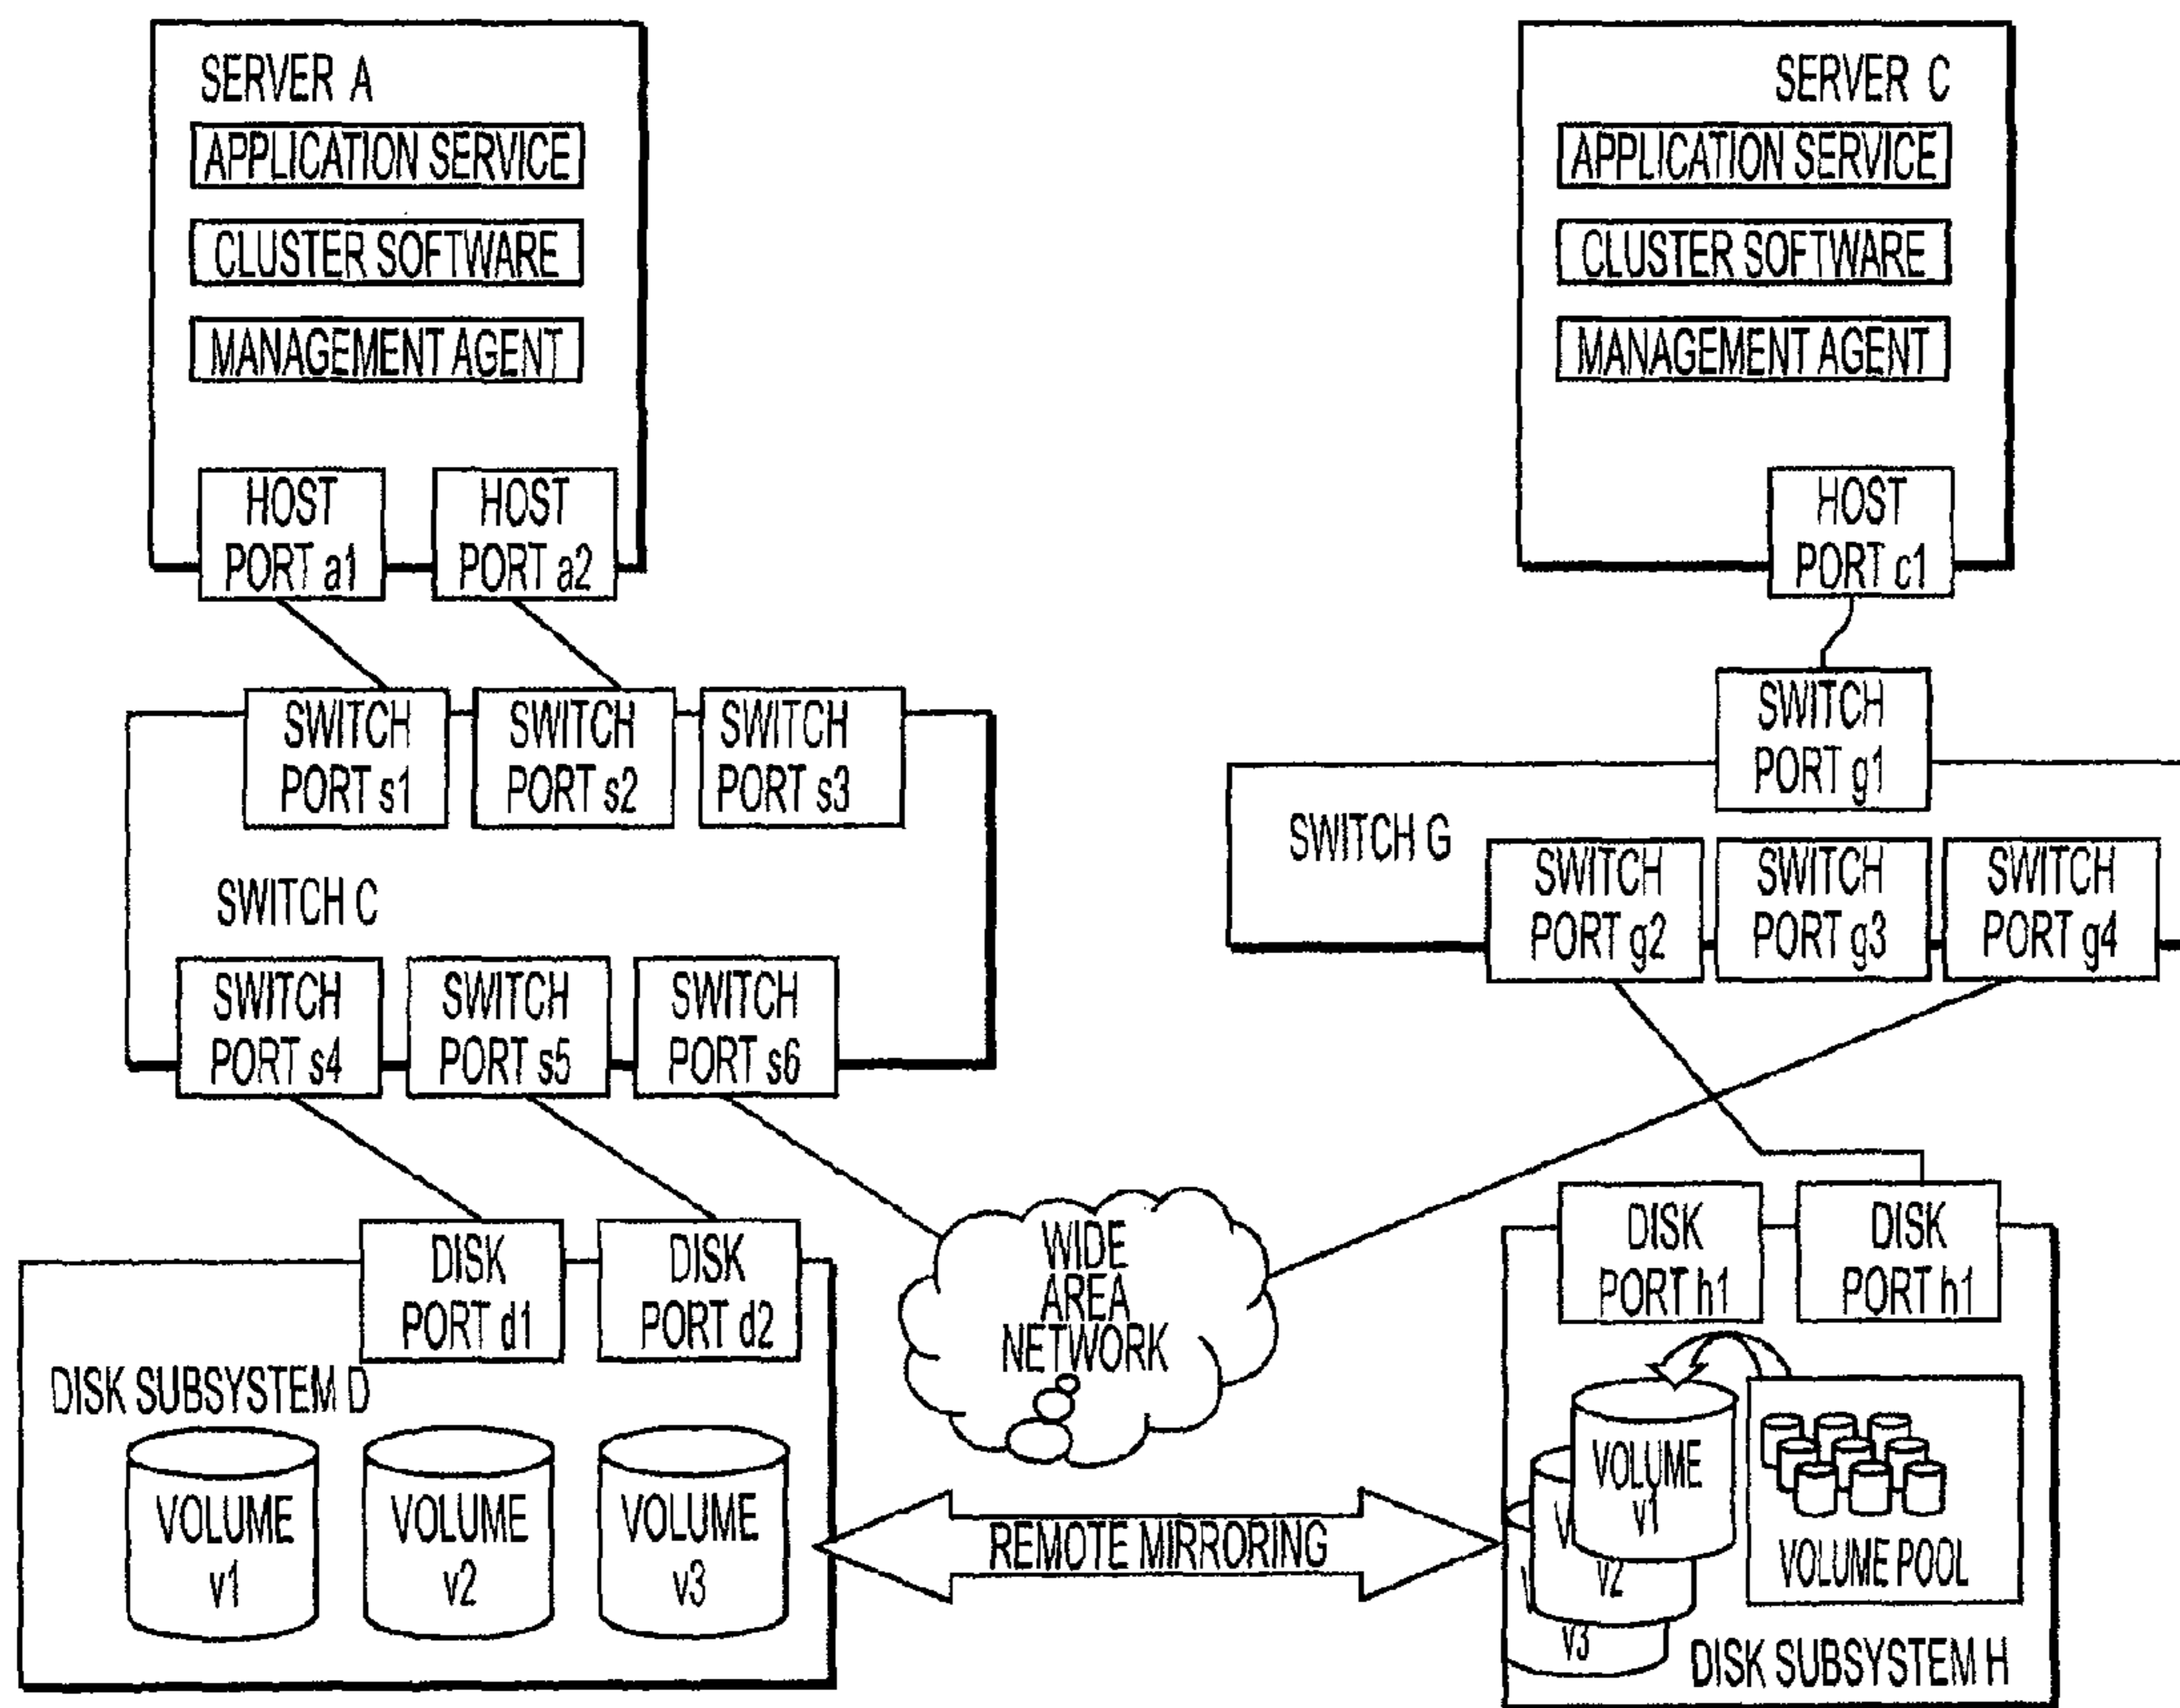 SERVER A
APPLICATION SERVICE
CLUSTER SOFTWARE
MANAGEMENT AGENT
HOST
PORT a1
HOST
PORT a2
SERVER C
APPLICATION SERVICE
CLUSTER SOFTWARE
MANAGEMENT AGENT
HOST
PORT c1
SWITCH
PORT s1
SWITCH
PORT s2
SWITCH
PORT s3
SWITCH C
SWITCH
PORT s4
SWITCH
PORT s5
SWITCH
PORT s6
SWITCH
PORT g1
SWITCH G
SWITCH
PORT g2
SWITCH
PORT g3
SWITCH
PORT g4
DISK
PORT d1
DISK
PORT d2
DISK SUBSYSTEM D
VOLUME
v1
VOLUME
v2
VOLUME
v3
WIDE
AREA
NETWORK
REMOTE MIRRORING
DISK
PORT h1
DISK
PORT h1
VOLUME
v1
V
v2
V
v3
VOLUME POOL
DISK SUBSYSTEM H